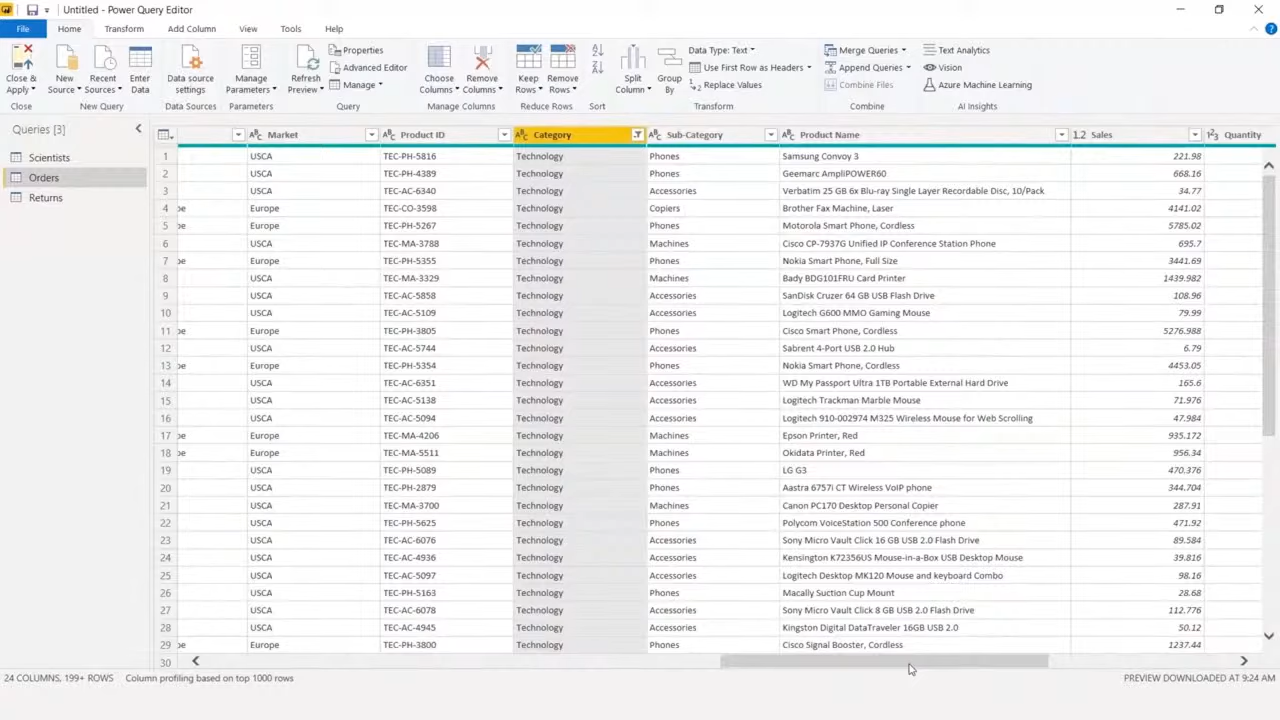 Untitled - Power Query Editor
File Home Transform Add Column View Tools Help
Close & Apply New Source Recent Sources Enter Data Data source settings Manage Parameters Refresh Preview Properties Advanced Editor Manage Choose Columns Remove Columns Keep Rows Remove Rows Split Column Group By Data Type: Text Use First Row as Headers Replace Values Merge Queries Append Queries Combine Files Text Analytics Vision Azure Machine Learning
Close New Query Data Sources Parameters Query Manage Columns Reduce Rows Sort Transform Combine AI Insights
Queries [3]
Scientists
Orders
Returns
Market Product ID Category Sub-Category Product Name 1.2 Sales Quantity
1 USCA TEC-PH-5816 Technology Phones Samsung Convoy 3 221.98
2 USCA TEC-PH-4389 Technology Phones Geemarc AmpliPOWER60 668.16
3 USCA TEC-AC-6340 Technology Accessories Verbatim 25 GB 6x Blu-ray Single Layer Recordable Disc, 10/Pack 34.77
4 pe Europe TEC-CO-3598 Technology Copiers Brother Fax Machine, Laser 4141.02
5 pe Europe TEC-PH-5267 Technology Phones Motorola Smart Phone, Cordless 5785.02
6 USCA TEC-MA-3788 Technology Machines Cisco CP-7937G Unified IP Conference Station Phone 695.7
7 pe Europe TEC-PH-5355 Technology Phones Nokia Smart Phone, Full Size 3441.69
8 USCA TEC-MA-3329 Technology Machines Bady BDG101FRU Card Printer 1439.982
9 USCA TEC-AC-5858 Technology Accessories SanDisk Cruzer 64 GB USB Flash Drive 108.96
10 USCA TEC-AC-5109 Technology Accessories Logitech G600 MMO Gaming Mouse 79.99
11 pe Europe TEC-PH-3805 Technology Phones Cisco Smart Phone, Cordless 5276.988
12 USCA TEC-AC-5744 Technology Accessories Sabrent 4-Port USB 2.0 Hub 6.79
13 pe Europe TEC-PH-5354 Technology Phones Nokia Smart Phone, Cordless 4453.05
14 USCA TEC-AC-6351 Technology Accessories WD My Passport Ultra 1TB Portable External Hard Drive 165.6
15 USCA TEC-AC-5138 Technology Accessories Logitech Trackman Marble Mouse 71.976
16 USCA TEC-AC-5094 Technology Accessories Logitech 910-002974 M325 Wireless Mouse for Web Scrolling 47.984
17 pe Europe TEC-MA-4206 Technology Machines Epson Printer, Red 935.172
18 pe Europe TEC-MA-5511 Technology Machines Okidata Printer, Red 956.34
19 USCA TEC-PH-5089 Technology Phones LG G3 470.376
20 USCA TEC-PH-2879 Technology Phones Aastra 6757i CT Wireless VoIP phone 344.704
21 USCA TEC-MA-3700 Technology Machines Canon PC170 Desktop Personal Copier 287.91
22 USCA TEC-PH-5625 Technology Phones Polycom VoiceStation 500 Conference phone 471.92
23 USCA TEC-AC-6076 Technology Accessories Sony Micro Vault Click 16 GB USB 2.0 Flash Drive 89.584
24 USCA TEC-AC-4936 Technology Accessories Kensington K72356US Mouse-in-a-Box USB Desktop Mouse 39.816
25 USCA TEC-AC-5097 Technology Accessories Logitech Desktop MK120 Mouse and keyboard Combo 98.16
26 USCA TEC-PH-5163 Technology Phones Macally Suction Cup Mount 28.68
27 USCA TEC-AC-6078 Technology Accessories Sony Micro Vault Click 8 GB USB 2.0 Flash Drive 112.776
28 USCA TEC-AC-4945 Technology Accessories Kingston Digital DataTraveler 16GB USB 2.0 50.12
29 pe Europe TEC-PH-3800 Technology Phones Cisco Signal Booster, Cordless 1237.44
30
24 COLUMNS, 199+ ROWS Column profiling based on top 1000 rows PREVIEW DOWNLOADED AT 9:24 AM